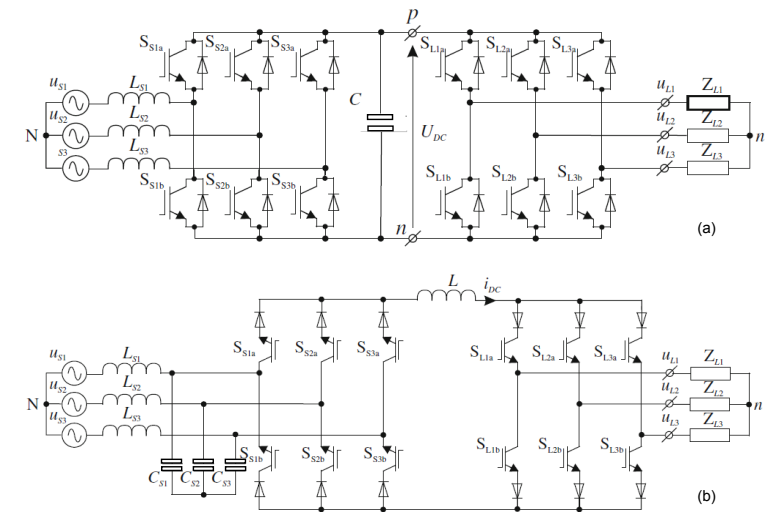 p
S_S1a S_S2a S_S3a S_L1a S_L2a S_L3a
u_S1 L_S1 u_L1 Z_L1
C
u_S2 L_S2 U_DC u_L2 Z_L2
N n
S3 L_S3 u_L3 Z_L3
S_S1b S_S2b S_S3b S_L1b S_L2b S_L3b
n (a)
L i_DC
u_S1 L_S1 S_S1a S_S2a S_S3a S_L1a S_L2a S_L3a u_L1 Z_L1
u_S2 L_S2 u_L2 Z_L2
N n
u_S3 L_S3 u_L3 Z_L3
S_S1b S_S2b S_S3b S_L1b S_L2b S_L3b
C_S1 C_S2 C_S3
(b)